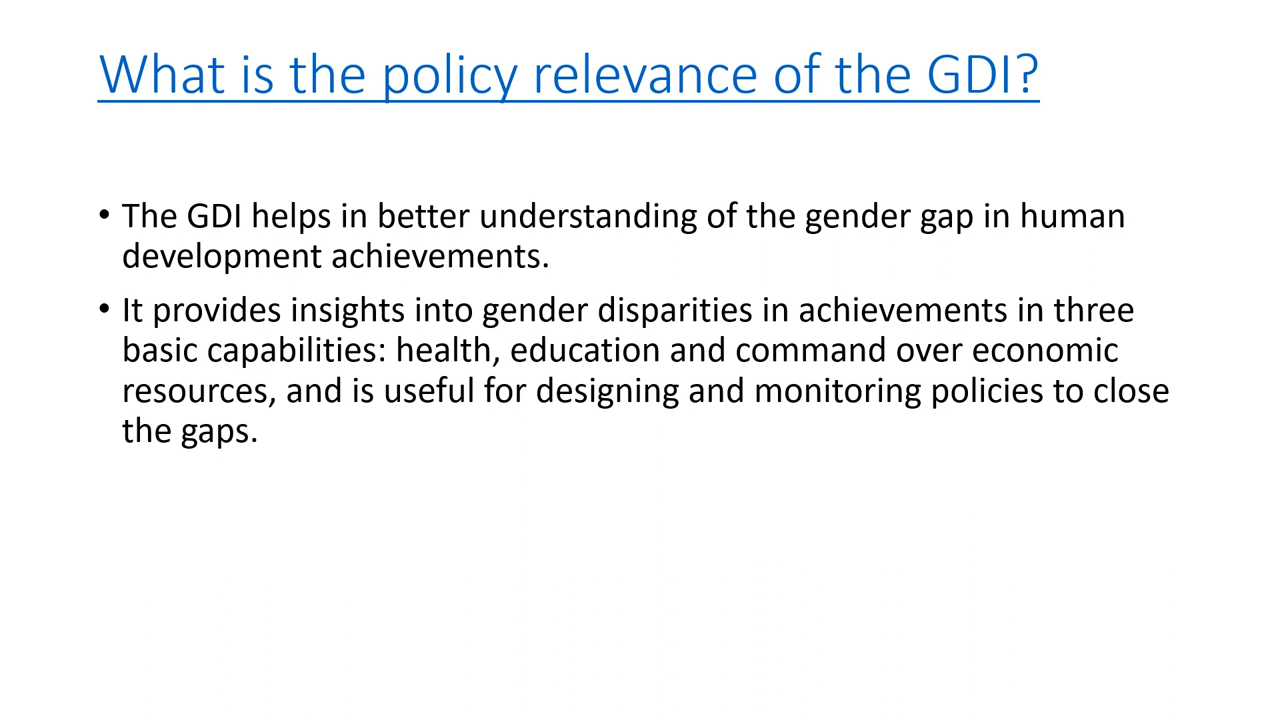 What is the policy relevance of the GDI?
• The GDI helps in better understanding of the gender gap in human
development achievements.
• It provides insights into gender disparities in achievements in three
basic capabilities: health, education and command over economic
resources, and is useful for designing and monitoring policies to close
the gaps.